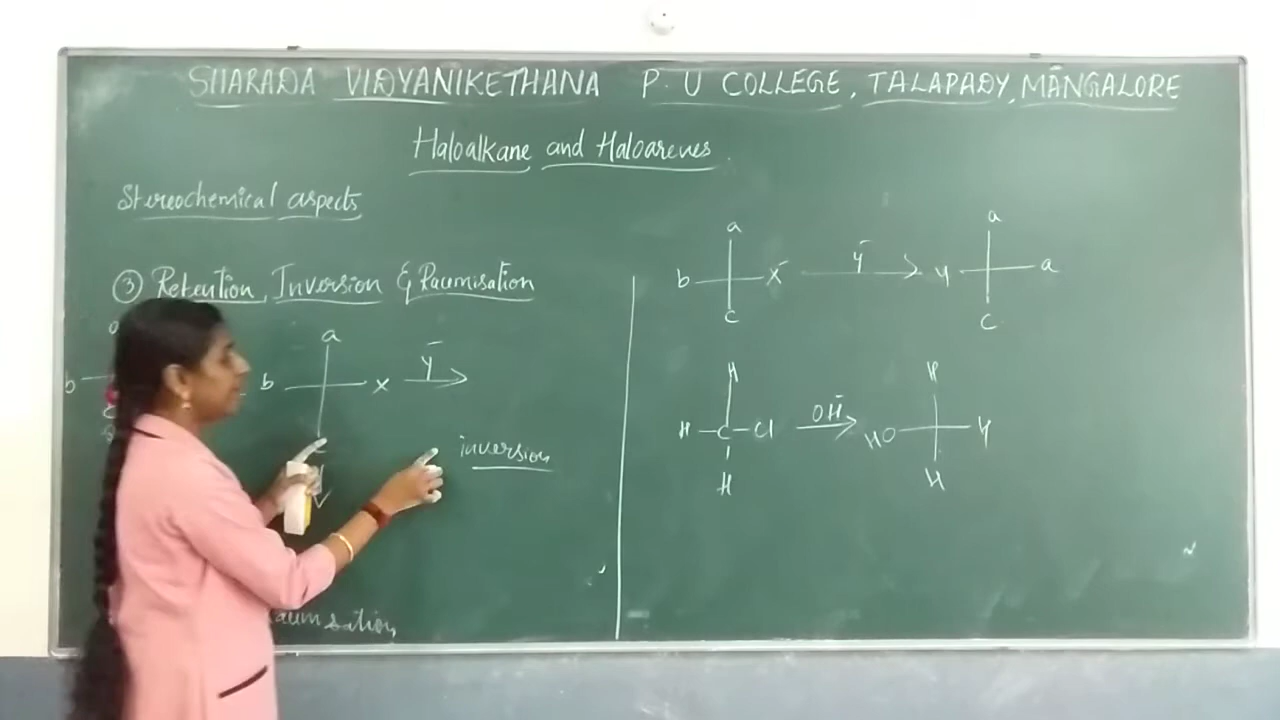 SHARADA VIDYANIKETHANA P.U COLLEGE, TALAPADY, MANGALORE
Haloalkane and Haloarenes
Stereochemical aspects
③ Retention, Inversion & Racemisation
a
b x y⁻
inversion
a
b x⁻ y⁻
c
y a
a
c
H
H C Cl OH⁻
H
H
HO H
H